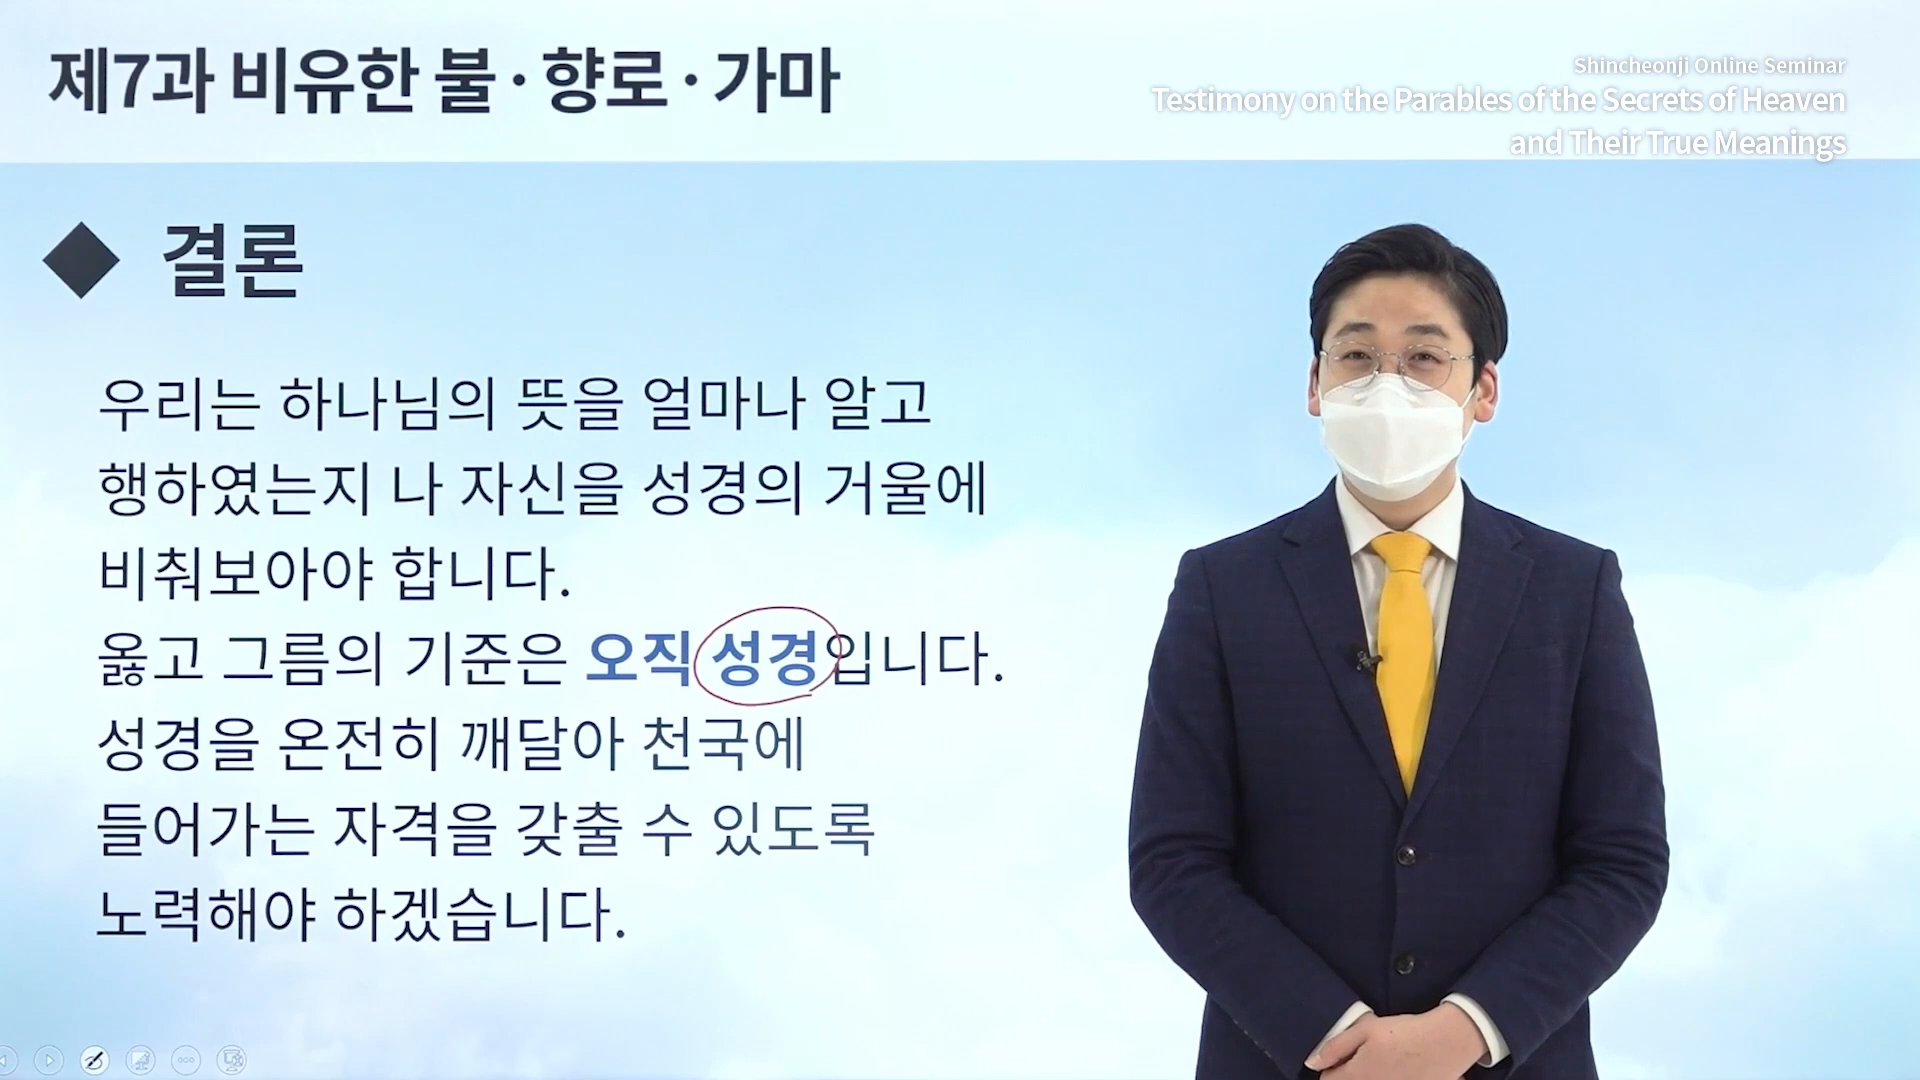 제7과 비유한 불·향로·가마
Shincheonji Online Seminar
Testimony on the Parables of the Secrets of Heaven
and Their True Meanings
◆ 결론
우리는 하나님의 뜻을 얼마나 알고
행하였는지 나 자신을 성경의 거울에
비춰보아야 합니다.
옳고 그름의 기준은 오직 성경입니다.
성경을 온전히 깨달아 천국에
들어가는 자격을 갖출 수 있도록
노력해야 하겠습니다.